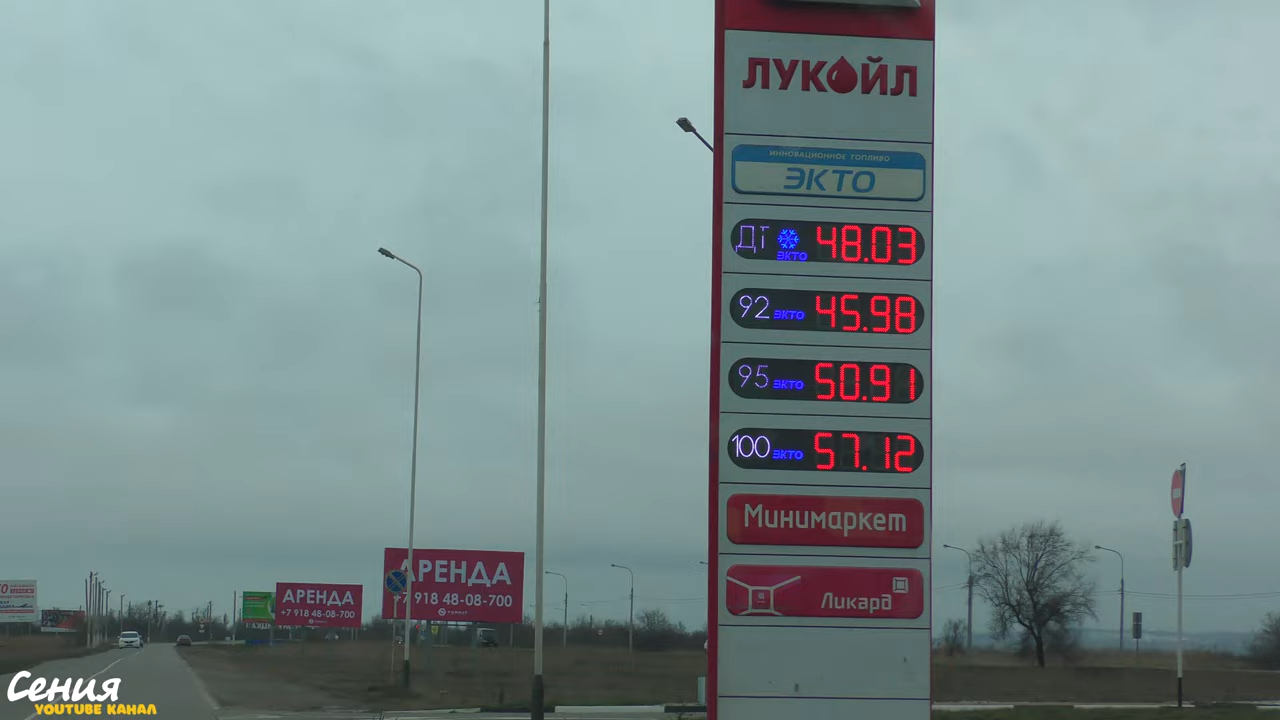 ЛУКОЙЛ
ИННОВАЦИОННОЕ ТОПЛИВО
ЭКТО
ДТ ЭКТО 48.03
92 ЭКТО 45.98
95 ЭКТО 50.91
100 ЭКТО 57.12
Минимаркет
Ликард
АРЕНДА
+7 918 48-08-700
АРЕНДА
+7 918 48-08-700
Сения
YOUTUBE КАНАЛ